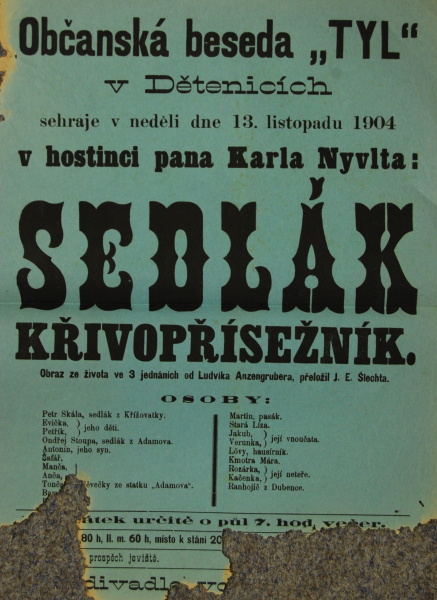 Občanská beseda „TYL“
v Dětenicích
sehraje v neděli dne 13. listopadu 1904
v hostinci pana Karla Nyvlta:
SEDLÁK
KŘIVOPŘÍSEŽNÍK.
Obraz ze života ve 3 jednáních od Ludvíka Anzengrubera, přeložil J. E. Šlechta.
OSOBY:
Petr Skála, sedlák z Křížovatky.
Evička,
Petřík, } jeho děti.
Ondřej Stoupa, sedlák z Adamova.
Antonín, jeho syn.
Šafář.
Manča,
Anča,
Tonča děvečky ze statku „Adamova“.
Martin, pasák.
Stará Líza.
Jakub,
Verunka, } její vnoučata.
Lövy, hausírník.
Kmotra Mára.
Rozárka,
Kačenka, } její neteře.
Ranhojič z Dubence.
átek určitě o půl 7. hod. večer.
80 h, II. m. 60 h, místo k stání 20
prospěch jeviště.
divadle